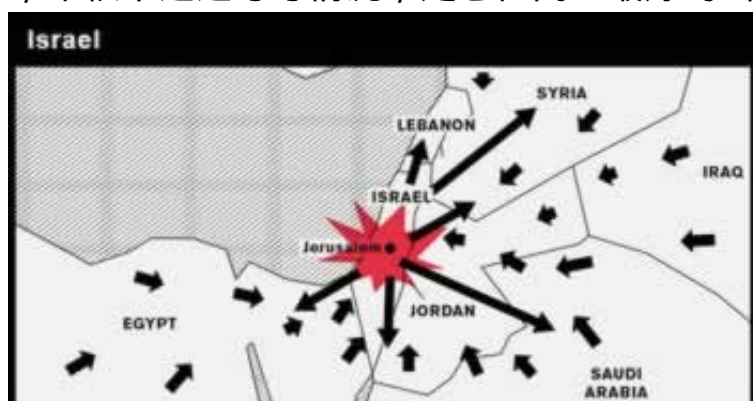 Israel
SYRIA
LEBANON
IRAQ
ISRAEL
Jerusalem
JORDAN
EGYPT
SAUDI
ARABIA